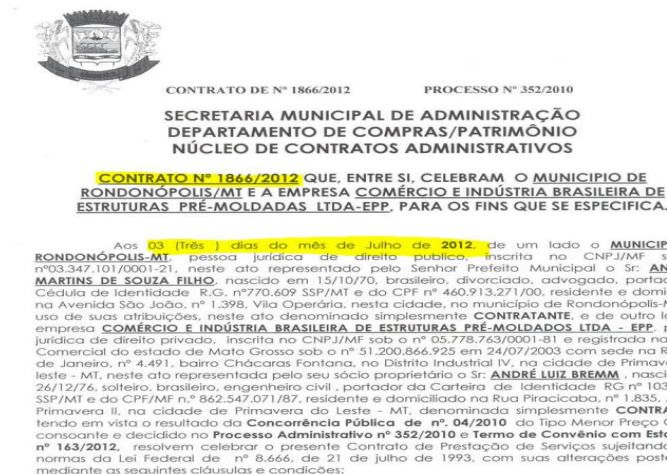 CONTRATO DE Nº 1866/2012 PROCESSO Nº 352/2010
SECRETARIA MUNICIPAL DE ADMINISTRAÇÃO
DEPARTAMENTO DE COMPRAS/PATRIMÔNIO
NÚCLEO DE CONTRATOS ADMINISTRATIVOS
CONTRATO Nº 1866/2012 QUE, ENTRE SI, CELEBRAM O MUNICIPIO DE
RONDONÓPOLIS/MT E A EMPRESA COMÉRCIO E INDÚSTRIA BRASILEIRA DE
ESTRUTURAS PRÉ-MOLDADAS LTDA-EPP, PARA OS FINS QUE SE ESPECIFICA.
Aos 03 (Três ) dias do mês de Julho de 2012, de um lado o MUNICIP
RONDONÓPOLIS-MT, pessoa jurídica de direito publico, inscrita no CNPJ/MF s
nº03.347.101/0001-21, neste ato representado pelo Senhor Prefeito Municipal o Sr: AN
MARTINS DE SOUZA FILHO, nascido em 15/10/70, brasileiro, divorciado, advogado, portad
Cédula de Identidade R.G. nº770.609 SSP/MT e do CPF nº 460.913.271/00, residente e domi
na Avenida São João, nº 1.398, Vila Operária, nesta cidade, no município de Rondonópolis-
uso de suas atribuições, neste ato denominado simplesmente CONTRATANTE, e de outro la
empresa COMÉRCIO E INDÚSTRIA BRASILEIRA DE ESTRUTURAS PRÉ-MOLDADOS LTDA - EPP, p
jurídica de direito privado, inscrita no CNPJ/MF sob o nº 05.778.763/0001-81 e registrada na
Comercial do estado de Mato Grosso sob o nº 51.200.866.925 em 24/07/2003 com sede na R
de Janeiro, nº 4.491, bairro Chácaras Fontana, no Distrito Industrial IV, na cidade de Primave
leste - MT, neste ato representada pelo seu sócio proprietário o Sr: ANDRÉ LUIZ BREMM , nasci
26/12/76, solteiro, brasileiro, engenheiro civil , portador da Carteira de Identidade RG nº 103
SSP/MT e do CPF/MF n.º 862.547.071/87, residente e domiciliado na Rua Piracicaba, nº 1.835,
Primavera II, na cidade de Primavera do Leste - MT, denominada simplesmente CONTRA
tendo em vista o resultado da Concorrência Pública de nº. 04/2010 do Tipo Menor Preço G
consoante e decidido no Processo Administrativo nº 352/2010 e Termo de Convênio com Est
nº 163/2012, resolvem celebrar o presente Contrato de Prestação de Serviços sujeitand
normas da Lei Federal de nº 8.666, de 21 de julho de 1993, com suas alterações post
mediante as seguintes cláusulas e condições: